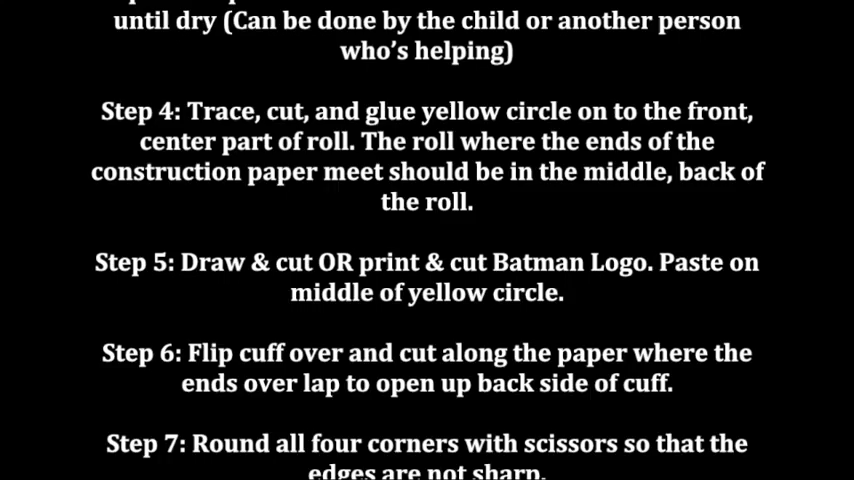 until dry (Can be done by the child or another person
who's helping)
Step 4: Trace, cut, and glue yellow circle on to the front,
center part of roll. The roll where the ends of the
construction paper meet should be in the middle, back of
the roll.
Step 5: Draw & cut OR print & cut Batman Logo. Paste on
middle of yellow circle.
Step 6: Flip cuff over and cut along the paper where the
ends over lap to open up back side of cuff.
Step 7: Round all four corners with scissors so that the
edges are not sharp.